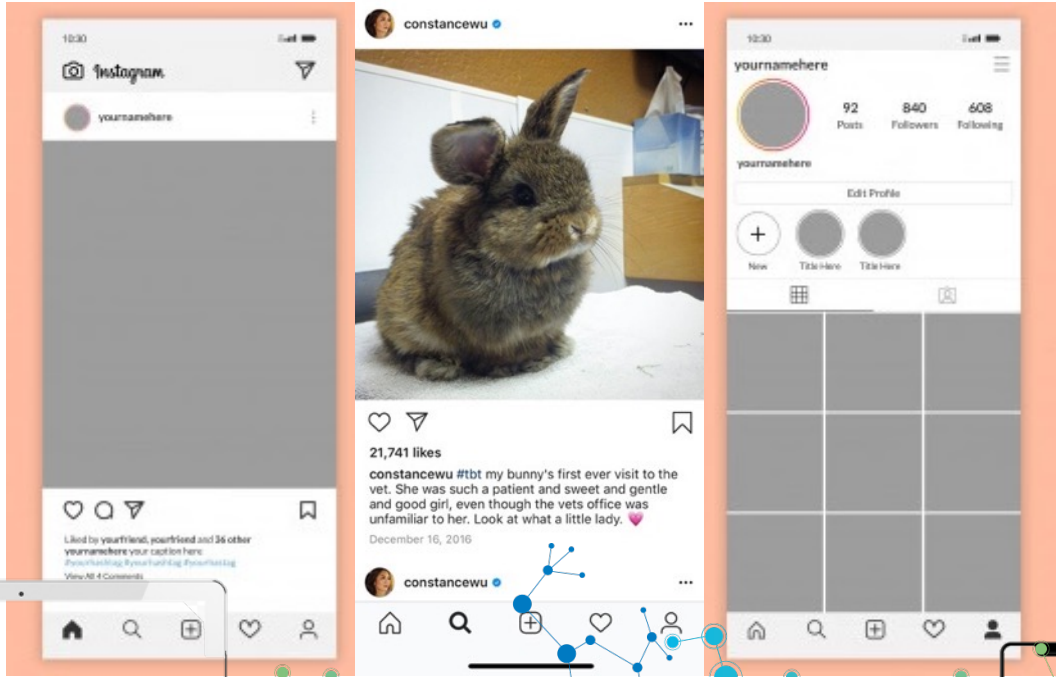 10:30
Instagram
yournamehere
Liked by yourfriend, yourfriend and 36 other
yournamehere your caption here
#yourhashtag #yourhashtag #yourhashtag
View All 4 Comments
constancewu
21,741 likes
constancewu #tbt my bunny's first ever visit to the
vet. She was such a patient and sweet and gentle
and good girl, even though the vets office was
unfamiliar to her. Look at what a little lady. 💗
December 16, 2016
constancewu
10:30
yournamehere
92 840 608
Posts Followers Following
yournamehere
Edit Profile
New Title Here Title Here